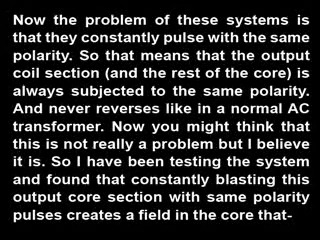 Now the problem of these systems is
that they constantly pulse with the same
polarity. So that means that the output
coil section (and the rest of the core) is
always subjected to the same polarity.
And never reverses like in a normal AC
transformer. Now you might think that
this is not really a problem but I believe
it is. So I have been testing the system
and found that constantly blasting this
output core section with same polarity
pulses creates a field in the core that-